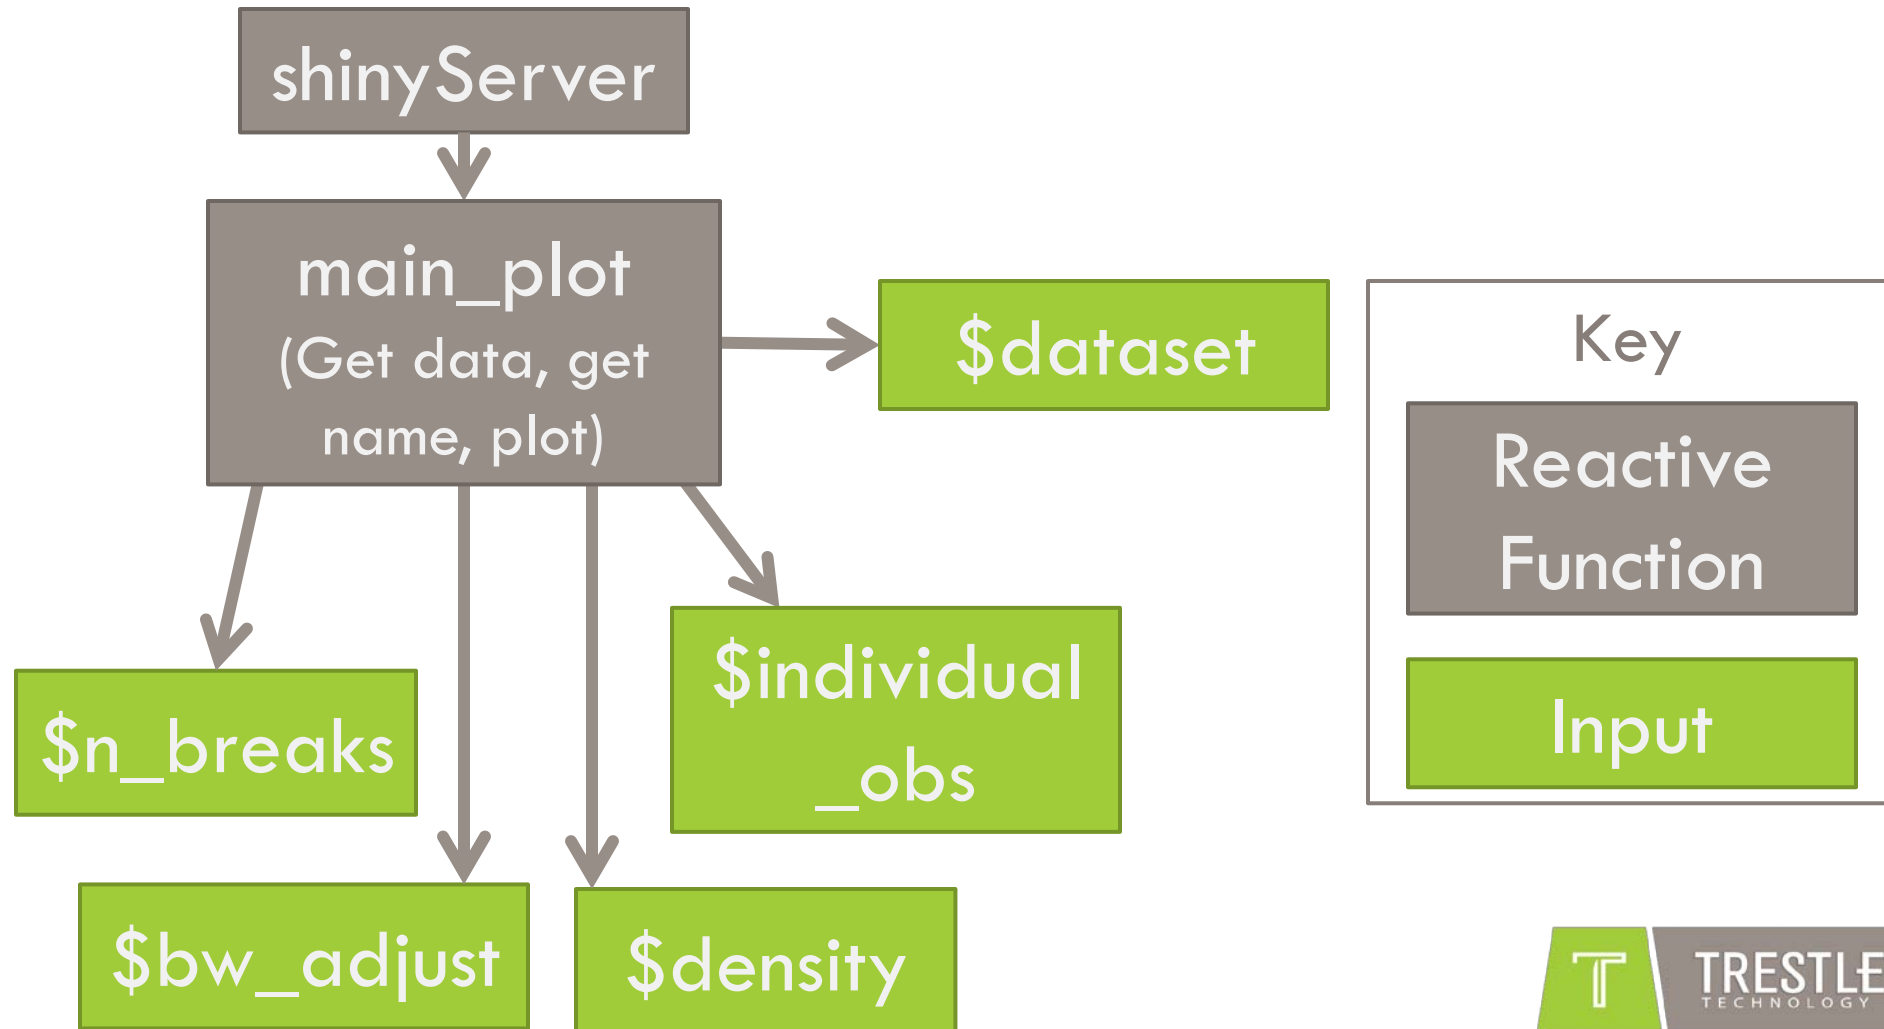 shinyServer
main_plot
(Get data, get
name, plot)
$dataset
$individual
_obs
$n_breaks
$bw_adjust
$density
Key
Reactive
Function
Input
T
TRESTLE
TECHNOLOGY